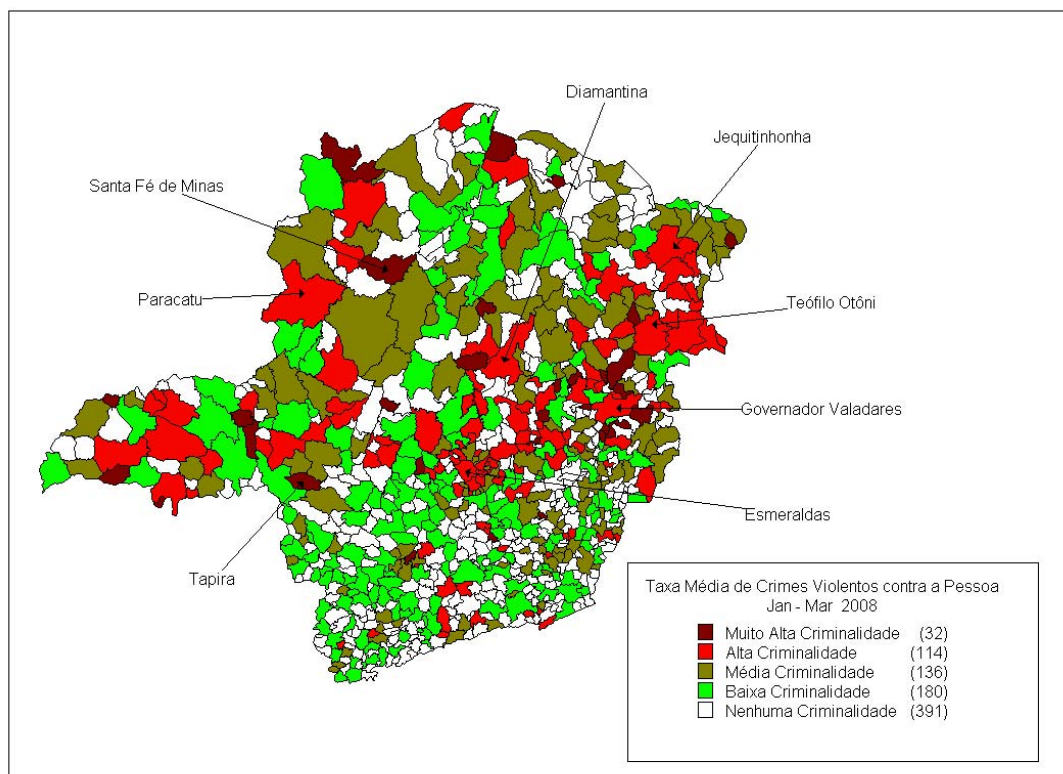 Diamantina
Jequitinhonha
Santa Fé de Minas
Paracatu
Teófilo Otôni
Governador Valadares
Esmeraldas
Tapira
Taxa Média de Crimes Violentos contra a Pessoa
Jan - Mar 2008
Muito Alta Criminalidade (32)
Alta Criminalidade (114)
Média Criminalidade (136)
Baixa Criminalidade (180)
Nenhuma Criminalidade (391)